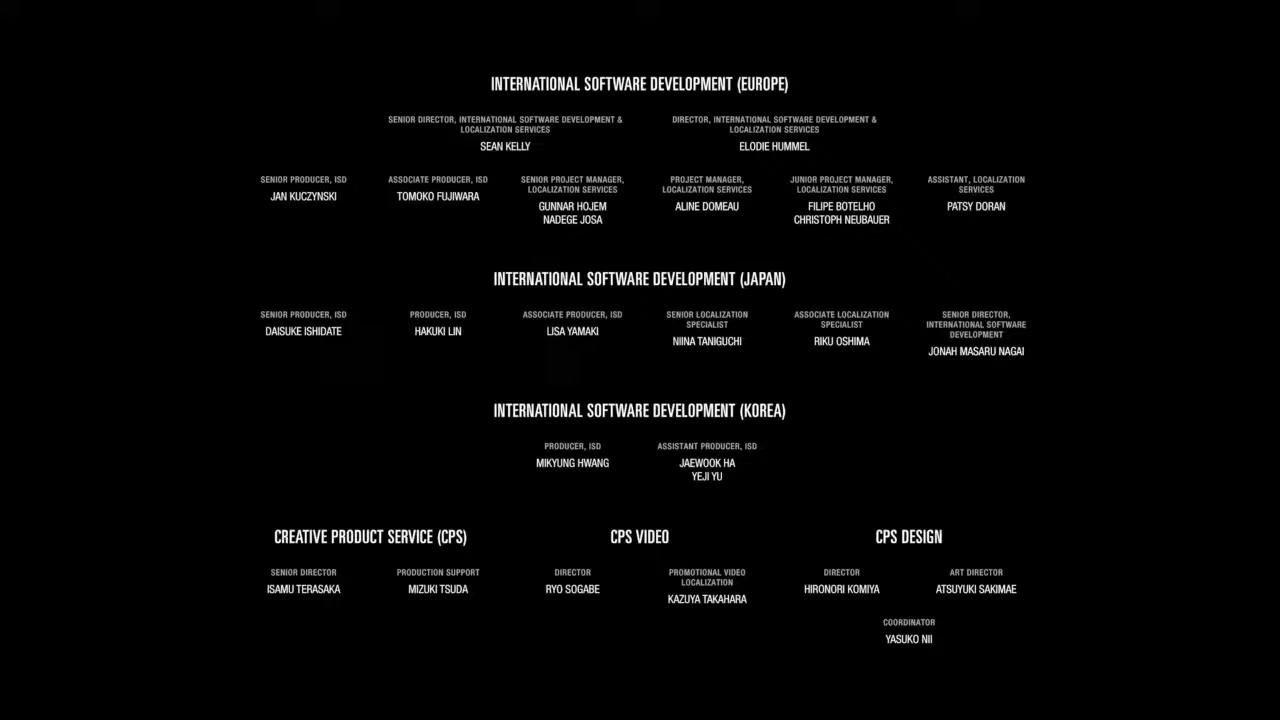 INTERNATIONAL SOFTWARE DEVELOPMENT (EUROPE)
SENIOR DIRECTOR, INTERNATIONAL SOFTWARE DEVELOPMENT &
LOCALIZATION SERVICES
SEAN KELLY
DIRECTOR, INTERNATIONAL SOFTWARE DEVELOPMENT &
LOCALIZATION SERVICES
ELODIE HUMMEL
SENIOR PRODUCER, ISD
JAN KUCZYNSKI
ASSOCIATE PRODUCER, ISD
TOMOKO FUJIWARA
SENIOR PROJECT MANAGER,
LOCALIZATION SERVICES
GUNNAR HOJEM
NADEGE JOSA
PROJECT MANAGER,
LOCALIZATION SERVICES
ALINE DOMEAU
JUNIOR PROJECT MANAGER,
LOCALIZATION SERVICES
FILIPE BOTELHO
CHRISTOPH NEUBAUER
ASSISTANT, LOCALIZATION
SERVICES
PATSY DORAN
INTERNATIONAL SOFTWARE DEVELOPMENT (JAPAN)
SENIOR PRODUCER, ISD
DAISUKE ISHIDATE
PRODUCER, ISD
HAKUKI LIN
ASSOCIATE PRODUCER, ISD
LISA YAMAKI
SENIOR LOCALIZATION
SPECIALIST
NIINA TANIGUCHI
ASSOCIATE LOCALIZATION
SPECIALIST
RIKU OSHIMA
SENIOR DIRECTOR,
INTERNATIONAL SOFTWARE
DEVELOPMENT
JONAH MASARU NAGAI
INTERNATIONAL SOFTWARE DEVELOPMENT (KOREA)
PRODUCER, ISD
MIKYUNG HWANG
ASSISTANT PRODUCER, ISD
JAEWOOK HA
YEJI YU
CREATIVE PRODUCT SERVICE (CPS)
SENIOR DIRECTOR
ISAMU TERASAKA
PRODUCTION SUPPORT
MIZUKI TSUDA
CPS VIDEO
DIRECTOR
RYO SOGABE
PROMOTIONAL VIDEO
LOCALIZATION
KAZUYA TAKAHARA
CPS DESIGN
DIRECTOR
HIRONORI KOMIYA
ART DIRECTOR
ATSUYUKI SAKIMAE
COORDINATOR
YASUKO NII